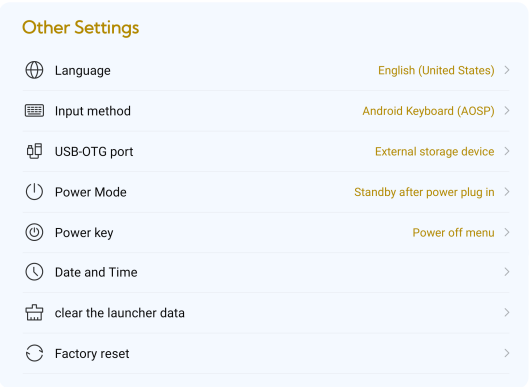 Other Settings
Language English (United States)
Input method Android Keyboard (AOSP)
USB-OTG port External storage device
Power Mode Standby after power plug in
Power key Power off menu
Date and Time
clear the launcher data
Factory reset